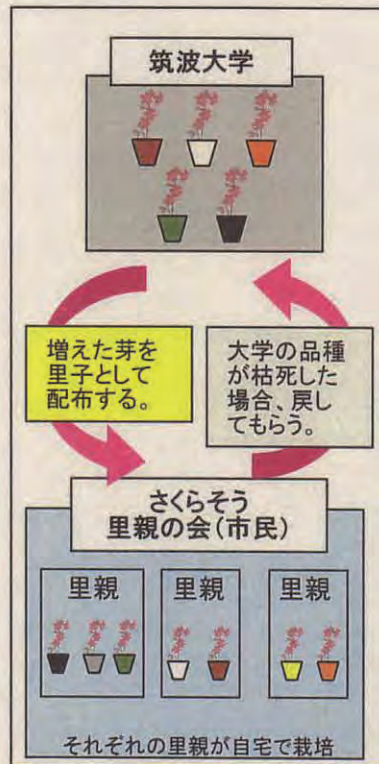 筑波大学
増えた芽を
里子として
配布する。
大学の品種
が枯死した
場合、戻し
てもらう。
さくらそう
里親の会(市民)
里親
里親
里親
それぞれの里親が自宅で栽培